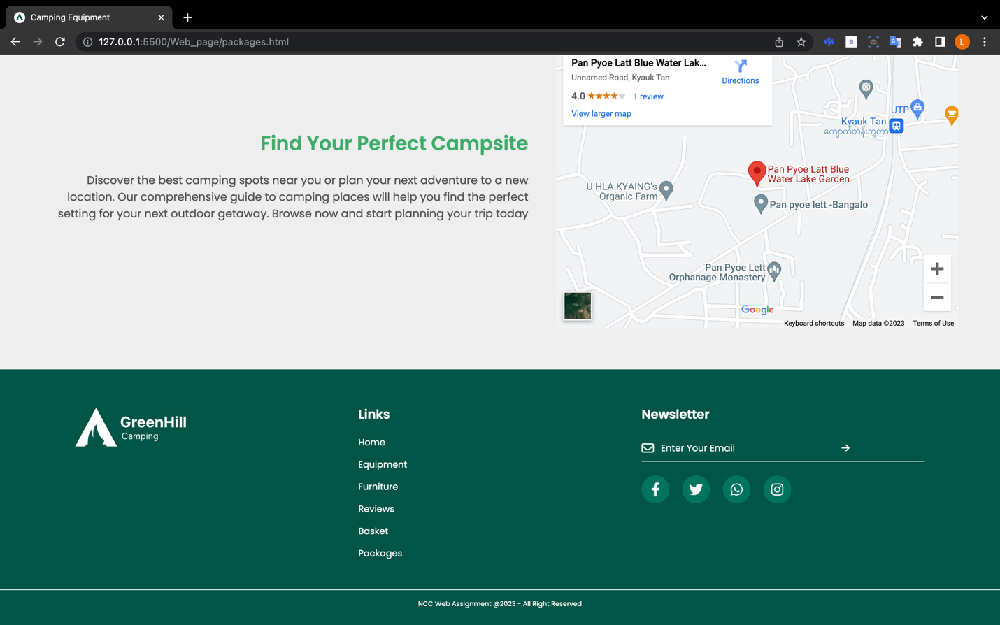 Camping Equipment
127.0.0.1:5500/Web_page/packages.html
B
L
Pan Pyoe Latt Blue Water Lak...
Unnamed Road, Kyauk Tan
Directions
4.0 1 review
View larger map
UTP
Kyauk Tan
ကျောက်တန်းဘူတာ
Find Your Perfect Campsite
Discover the best camping spots near you or plan your next adventure to a new
location. Our comprehensive guide to camping places will help you find the perfect
setting for your next outdoor getaway. Browse now and start planning your trip today
Pan Pyoe Latt Blue
Water Lake Garden
U HLA KYAING's
Organic Farm
Pan pyoe lett -Bangalo
Pan Pyoe Lett
Orphanage Monastery
Google
Keyboard shortcuts Map data ©2023 Terms of Use
GreenHill
Camping
Links
Home
Equipment
Furniture
Reviews
Basket
Packages
Newsletter
Enter Your Email
NCC Web Assignment @2023 - All Right Reserved